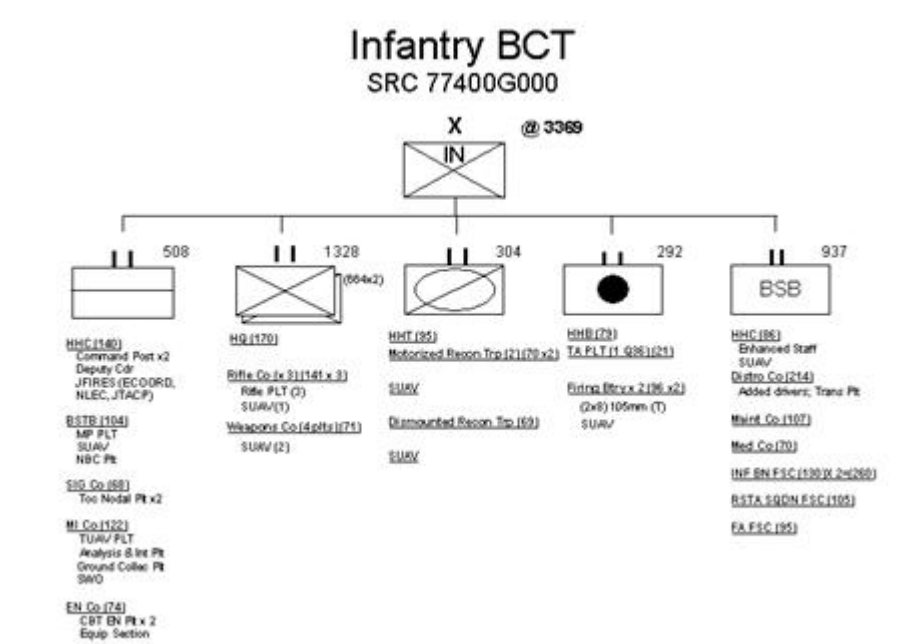 Infantry BCT
SRC 77400G000
X @ 3369
IN
508
HHC (140)
Command Post x2
Deputy Cdr
JFIRES (ECOORD,
NLEC, JTACP)
BSTB (104)
MP PLT
SUAV
NBC Plt
SIG Co (68)
Toc Nodal Plt x2
MI Co (122)
TUAV PLT
Analysis & Int Plt
Ground Collec Plt
SWO
EN Co (74)
CBT EN Plt x 2
Equip Section
1328
(664x2)
HQ (170)
Rifle Co (x 3) (141 x 3)
Rifle PLT (3)
SUAV(1)
Weapons Co (4 plts) (71)
SUAV (2)
304
HHT (95)
Motorized Recon Trp (2) (70 x2)
SUAV
Dismounted Recon Trp (69)
SUAV
292
HHB (79)
TA PLT (1 Q36) (21)
Firing Btry x 2 (96 x2)
(2x8) 105mm (T)
SUAV
937
BSB
HHC (86)
Enhanced Staff
SUAV
Distro Co (214)
Added drivers, Trans Plt
Maint Co (107)
Med Co (70)
INF BN FSC (130)X 2=(260)
RSTA SQDN FSC (105)
FA FSC (95)